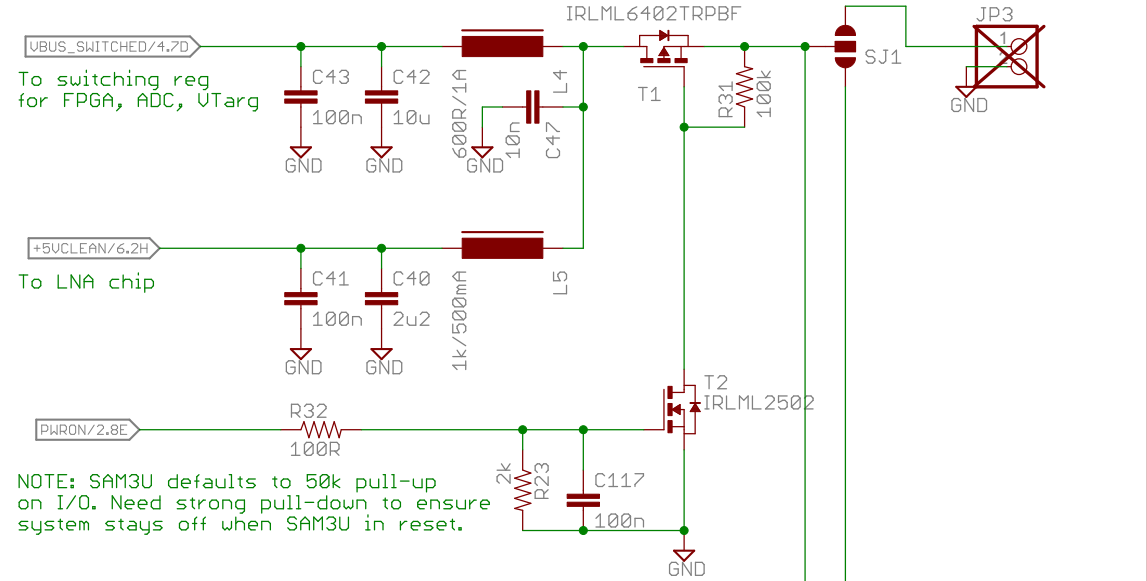 IRLML6402TRPBF
JP3
VBUS_SWITCHED/4.7D
1
To switching reg
for FPGA, ADC, VTarg
C43
100n
C42
10u
600R/1A
L4
T1
R31
100k
SJ1
GND
10n
C47
GND
GND
GND
+5VCLEAN/6.2H
To LNA chip
C41
100n
C40
2u2
1k/500mA
L5
GND
GND
T2
IRLML2502
PWRON/2.8E
R32
100R
NOTE: SAM3U defaults to 50k pull-up
on I/O. Need strong pull-down to ensure
system stays off when SAM3U in reset.
2k
R23
C117
100n
GND